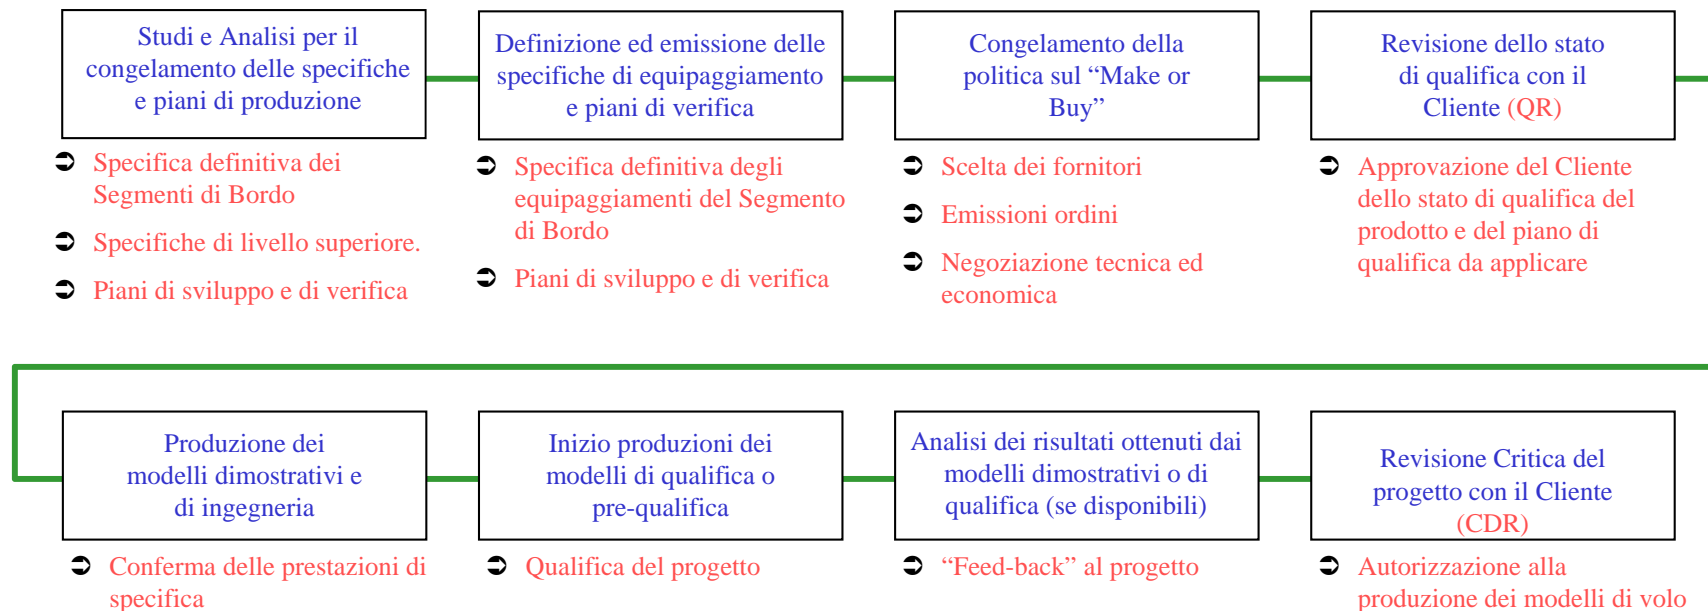 Studi e Analisi per il
congelamento delle specifiche
e piani di produzione
➲ Specifica definitiva dei
Segmenti di Bordo
➲ Specifiche di livello superiore.
➲ Piani di sviluppo e di verifica
Definizione ed emissione delle
specifiche di equipaggiamento
e piani di verifica
➲ Specifica definitiva degli
equipaggiamenti del Segmento
di Bordo
➲ Piani di sviluppo e di verifica
Congelamento della
politica sul “Make or
Buy”
➲ Scelta dei fornitori
➲ Emissioni ordini
➲ Negoziazione tecnica ed
economica
Revisione dello stato
di qualifica con il
Cliente (QR)
➲ Approvazione del Cliente
dello stato di qualifica del
prodotto e del piano di
qualifica da applicare
Produzione dei
modelli dimostrativi e
di ingegneria
➲ Conferma delle prestazioni di
specifica
Inizio produzioni dei
modelli di qualifica o
pre-qualifica
➲ Qualifica del progetto
Analisi dei risultati ottenuti dai
modelli dimostrativi o di
qualifica (se disponibili)
➲ “Feed-back” al progetto
Revisione Critica del
progetto con il Cliente
(CDR)
➲ Autorizzazione alla
produzione dei modelli di volo